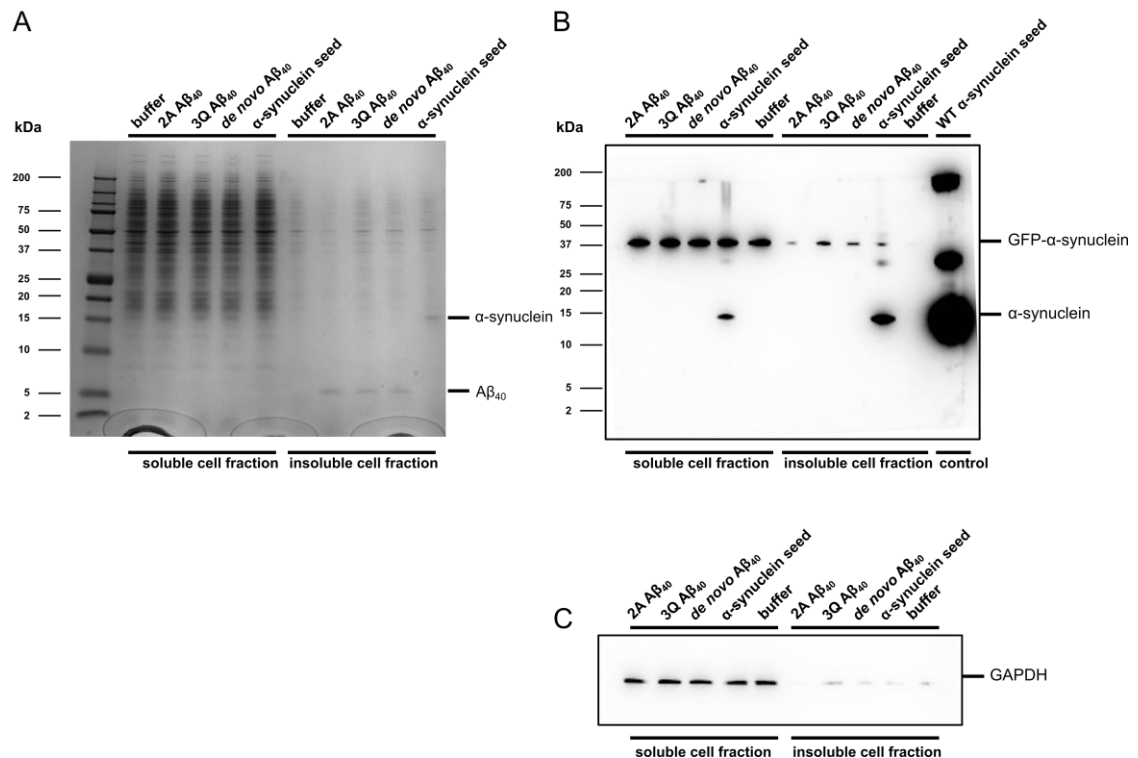 A
buffer
2A Aβ40
3Q Aβ40
de novo Aβ40
α-synuclein seed
buffer
2A Aβ40
3Q Aβ40
de novo Aβ40
α-synuclein seed
kDa
200
75
50
37
25
20
15
10
5
2
α-synuclein
Aβ40
soluble cell fraction
insoluble cell fraction
B
2A Aβ40
3Q Aβ40
de novo Aβ40
α-synuclein seed
buffer
2A Aβ40
3Q Aβ40
de novo Aβ40
α-synuclein seed
buffer
WT α-synuclein seed
kDa
200
75
50
37
25
20
15
10
5
2
GFP-α-synuclein
α-synuclein
soluble cell fraction
insoluble cell fraction
control
C
2A Aβ40
3Q Aβ40
de novo Aβ40
α-synuclein seed
buffer
2A Aβ40
3Q Aβ40
de novo Aβ40
α-synuclein seed
buffer
GAPDH
soluble cell fraction
insoluble cell fraction